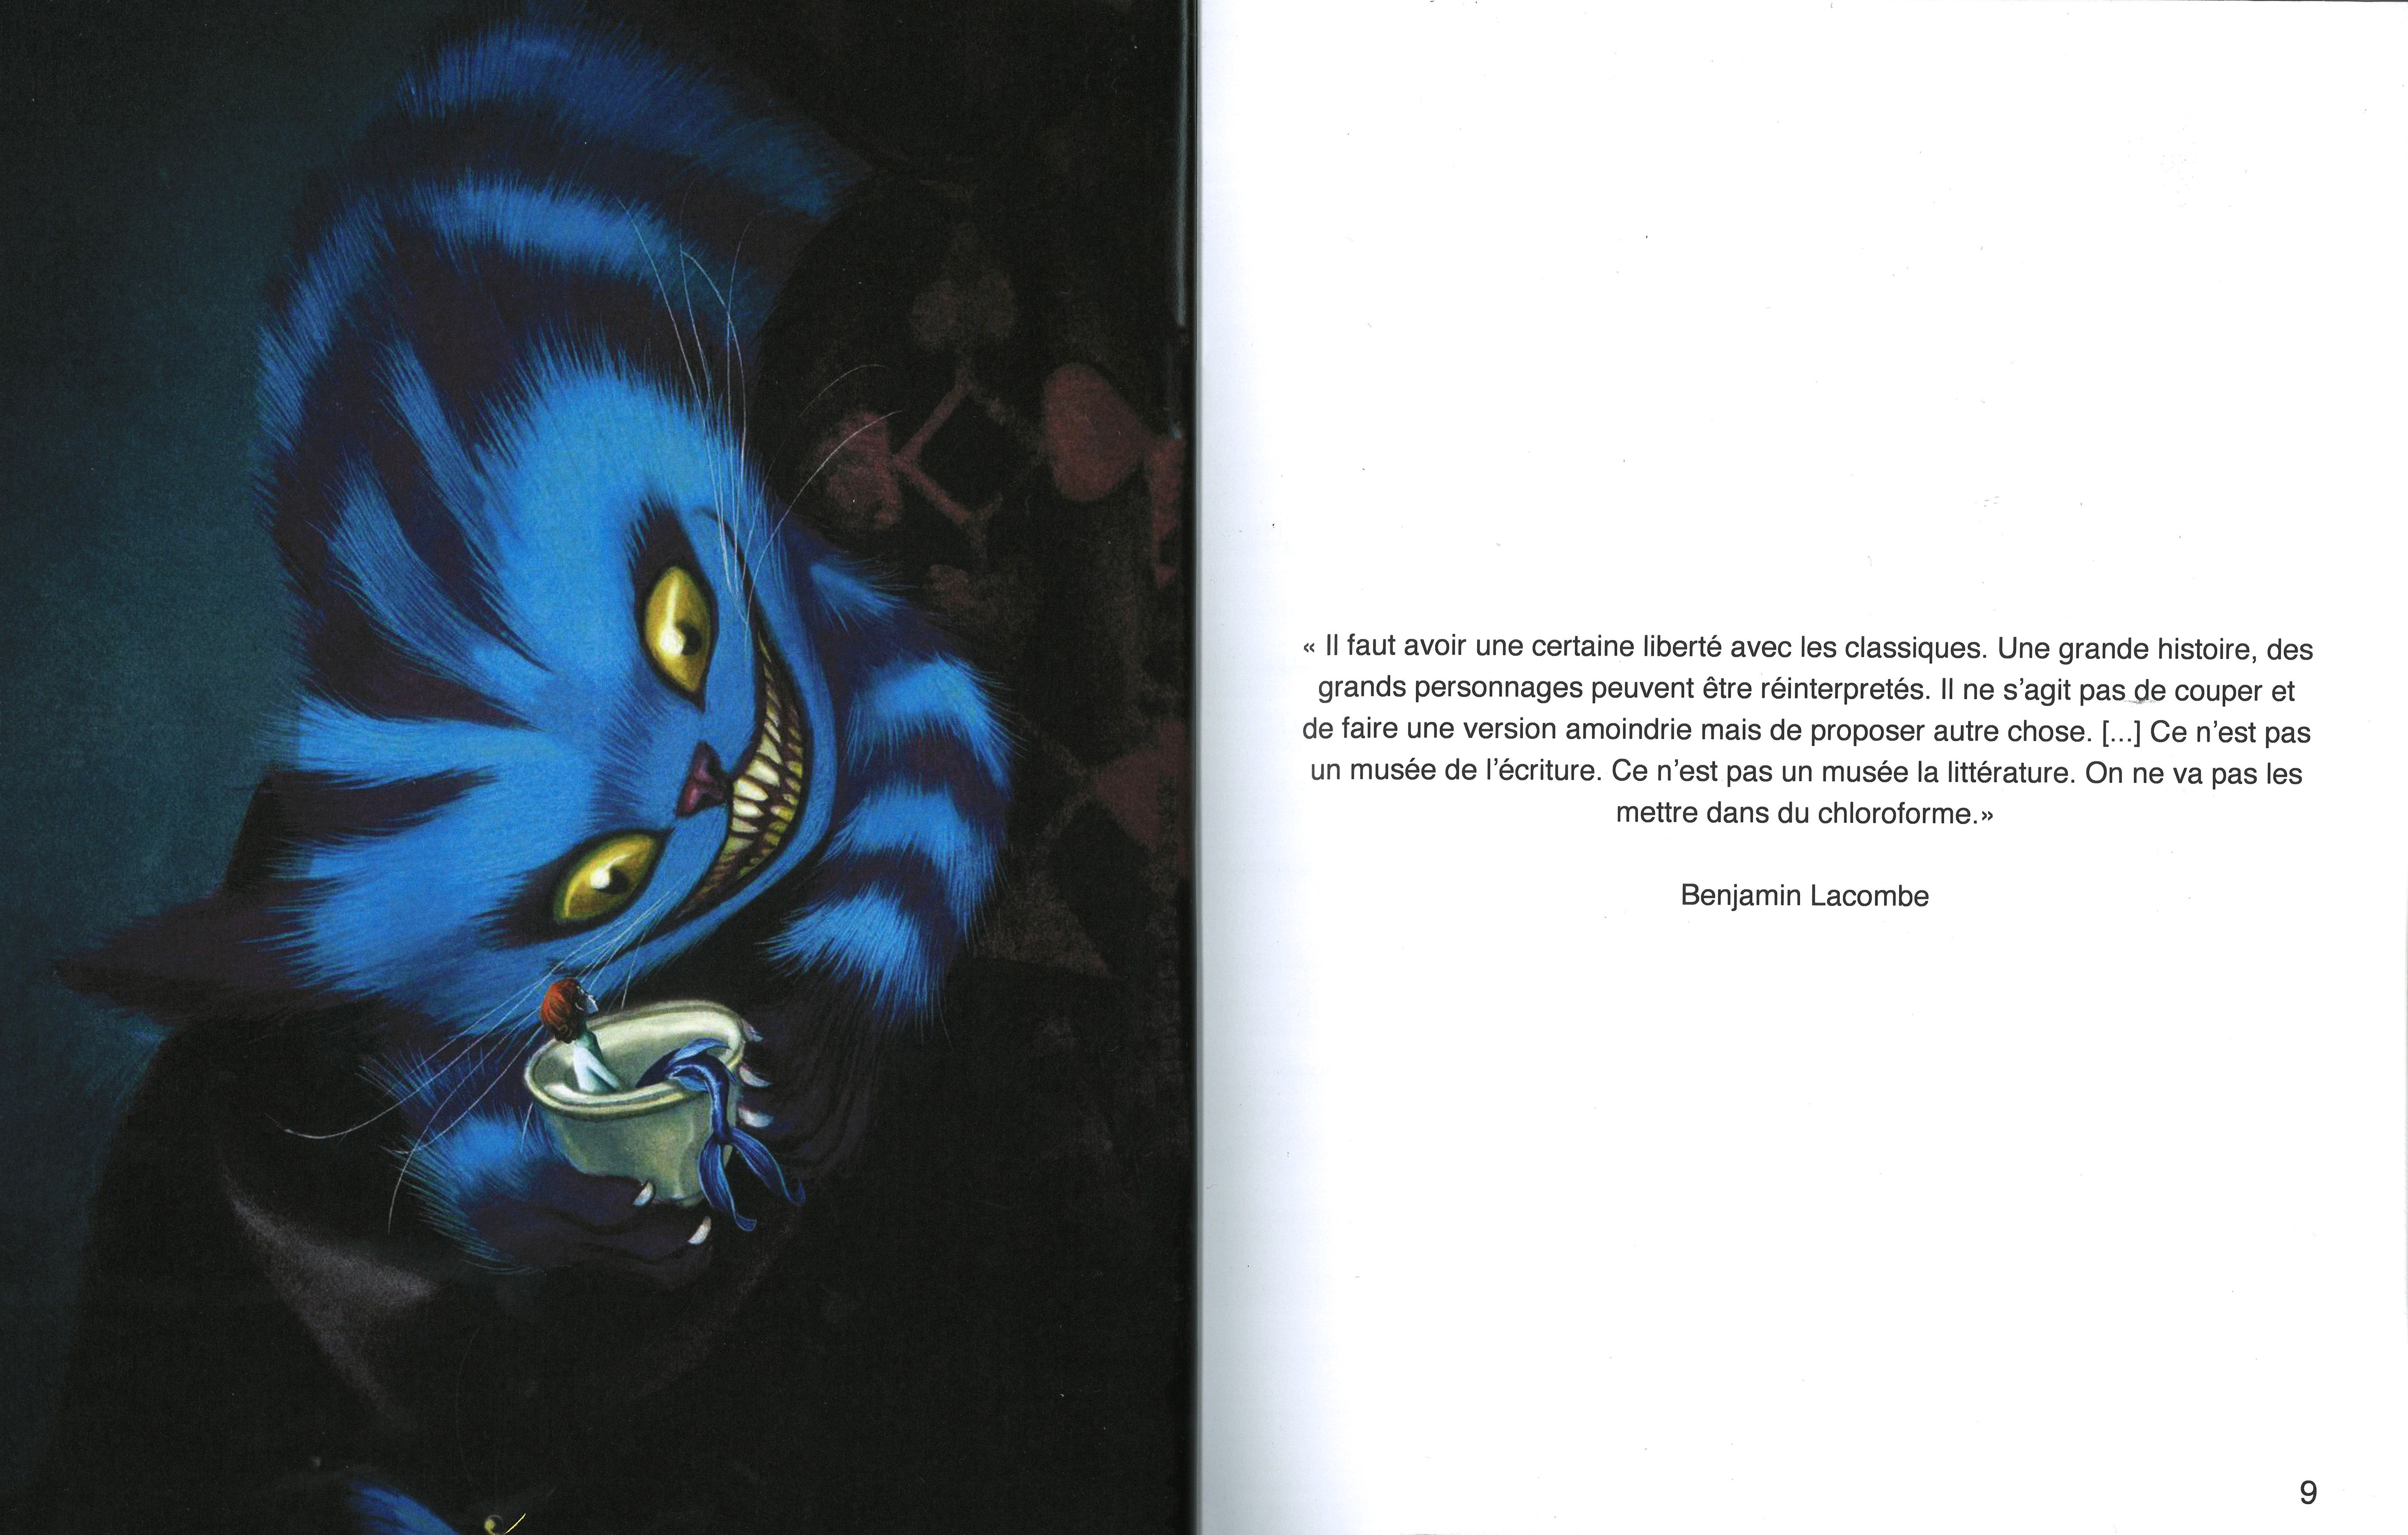 « Il faut avoir une certaine liberté avec les classiques. Une grande histoire, des
grands personnages peuvent être réinterpretés. Il ne s'agit pas de couper et
de faire une version amoindrie mais de proposer autre chose. [...] Ce n'est pas
un musée de l'écriture. Ce n'est pas un musée la littérature. On ne va pas les
mettre dans du chloroforme.»
Benjamin Lacombe
9